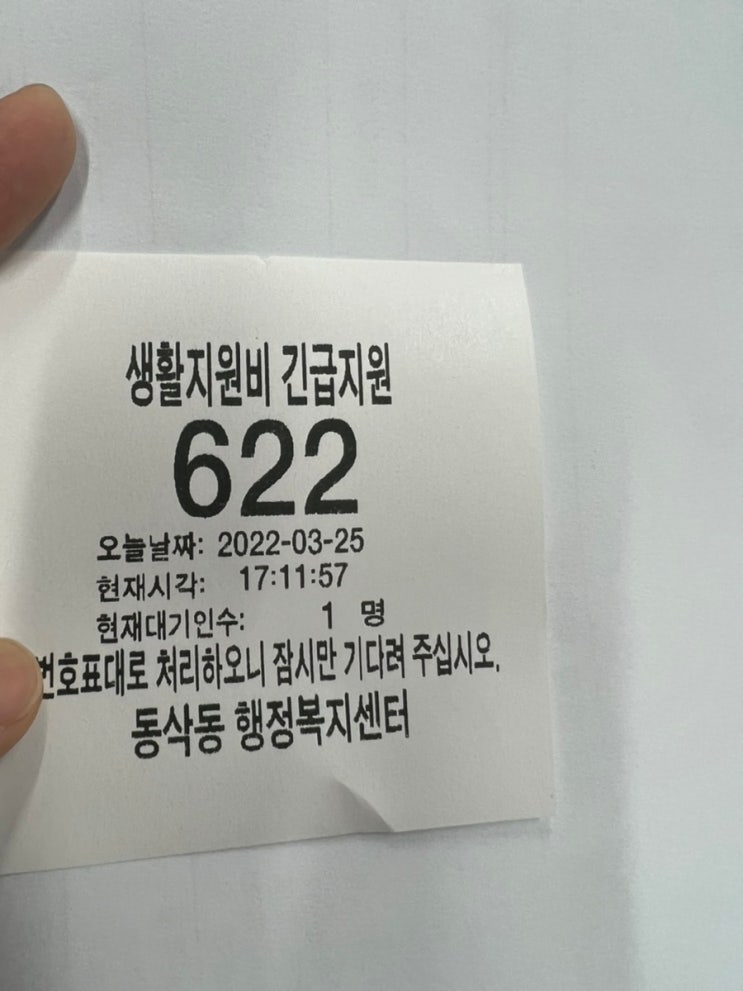 생활지원비 긴급지원
622
오늘날짜: 2022-03-25
현재시각: 17:11:57
현재대기인수: 1 명
번호표대로 처리하오니 잠시만 기다려 주십시오.
동삭동 행정복지센터